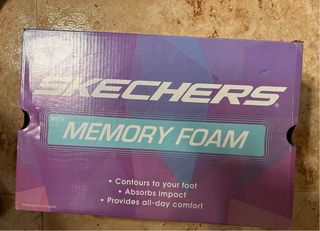 SKECHERS
WITH
MEMORY FOAM
• Contours to your foot
• Absorbs impact
• Provides all-day comfort